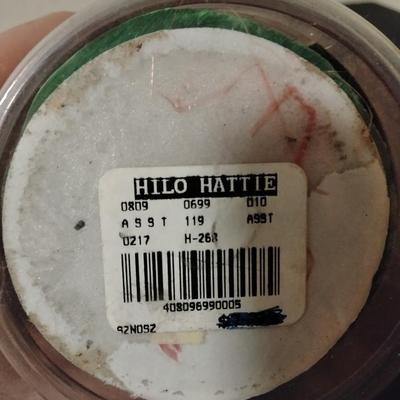 HILO HATTIE
0809 0699 010
ASST 119 ASST
0217 H-268
408096990005
92N092